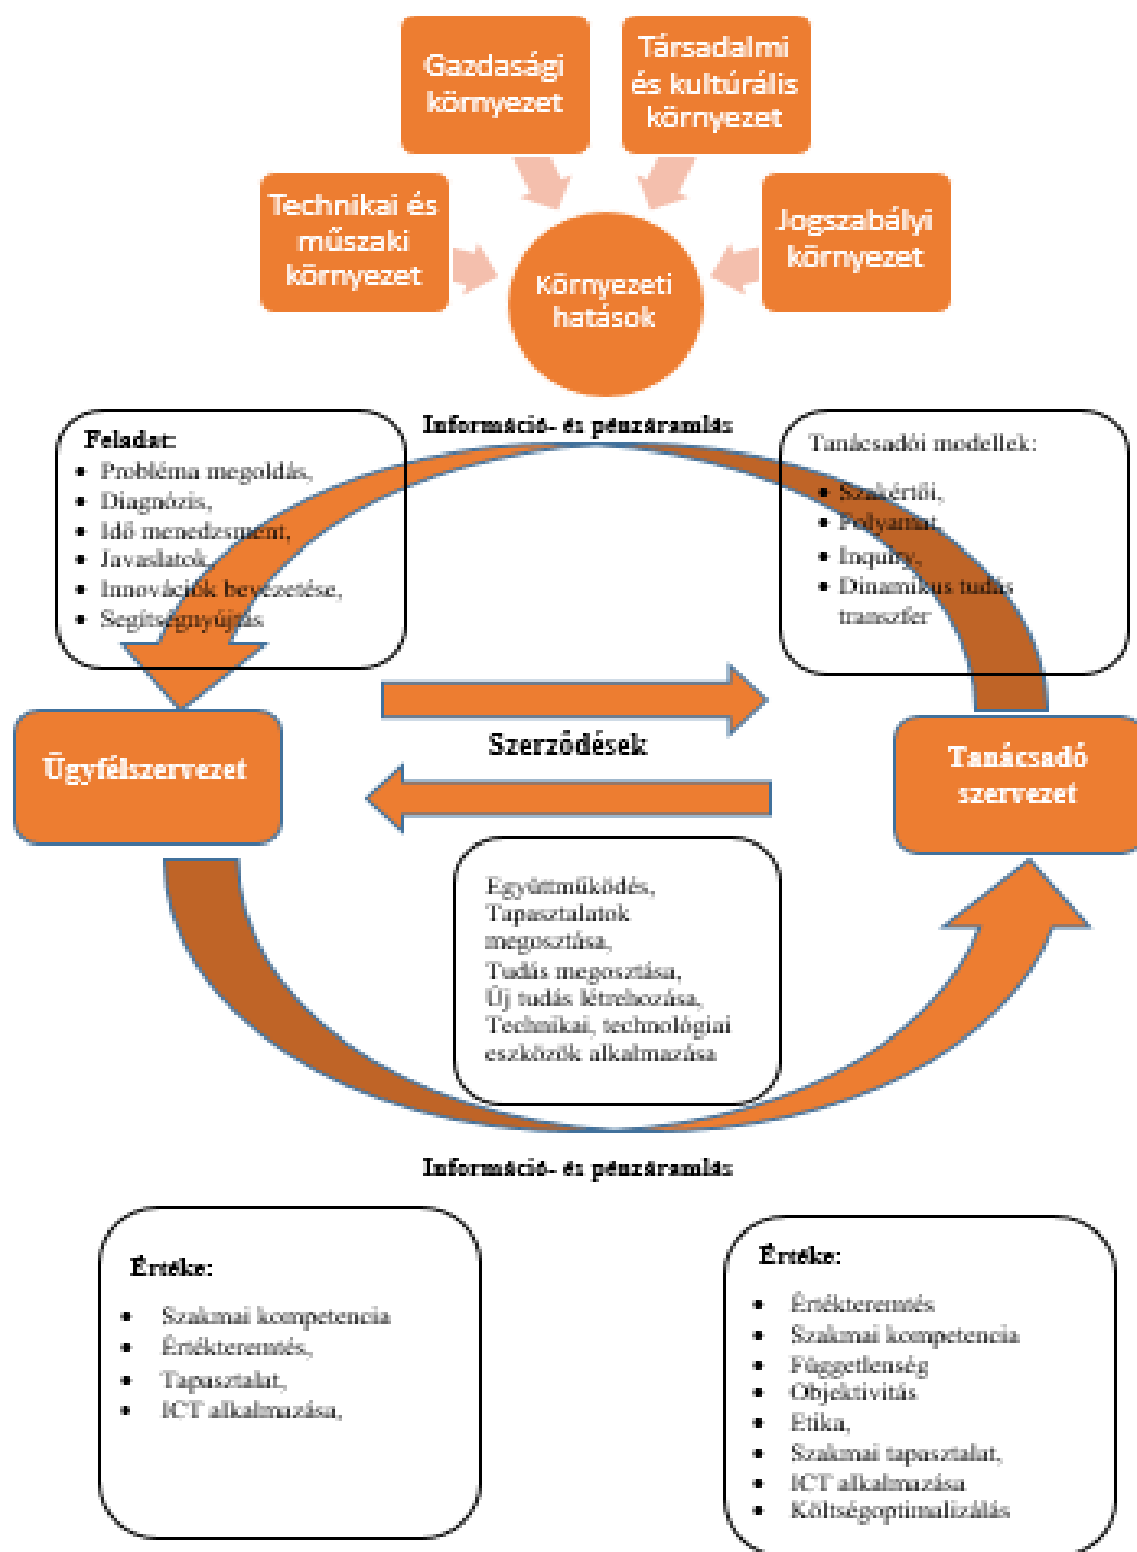 Gazdasági
környezet
Társadalmi
és kultúrális
környezet
Technikai és
műszaki
környezet
Jogszabályi
környezet
Környezeti
hatások
Információ- és pénzáramlás
Feladat:
• Probléma megoldás,
• Diagnózis,
• Idő menedzsment,
• Javaslatok,
• Innovációk bevezetése,
• Segítségnyújtás
Tanácsadói modellek:
• Szakértői,
• Folyamat,
• Inquiry,
• Dinamikus tudás
transzfer
Szerződések
Ügyfélszervezet
Tanácsadó
szervezet
Együttműködés,
Tapasztalatok
megosztása,
Tudás megosztása,
Új tudás létrehozása,
Technikai, technológiai
eszközök alkalmazása
Információ- és pénzáramlás
Értéke:
• Szakmai kompetencia
• Értékteremtés,
• Tapasztalat,
• ICT alkalmazása,
Értéke:
• Értékteremtés
• Szakmai kompetencia
• Függetlenség
• Objektivitás
• Etika,
• Szakmai tapasztalat,
• ICT alkalmazása
• Költségoptimalizálás